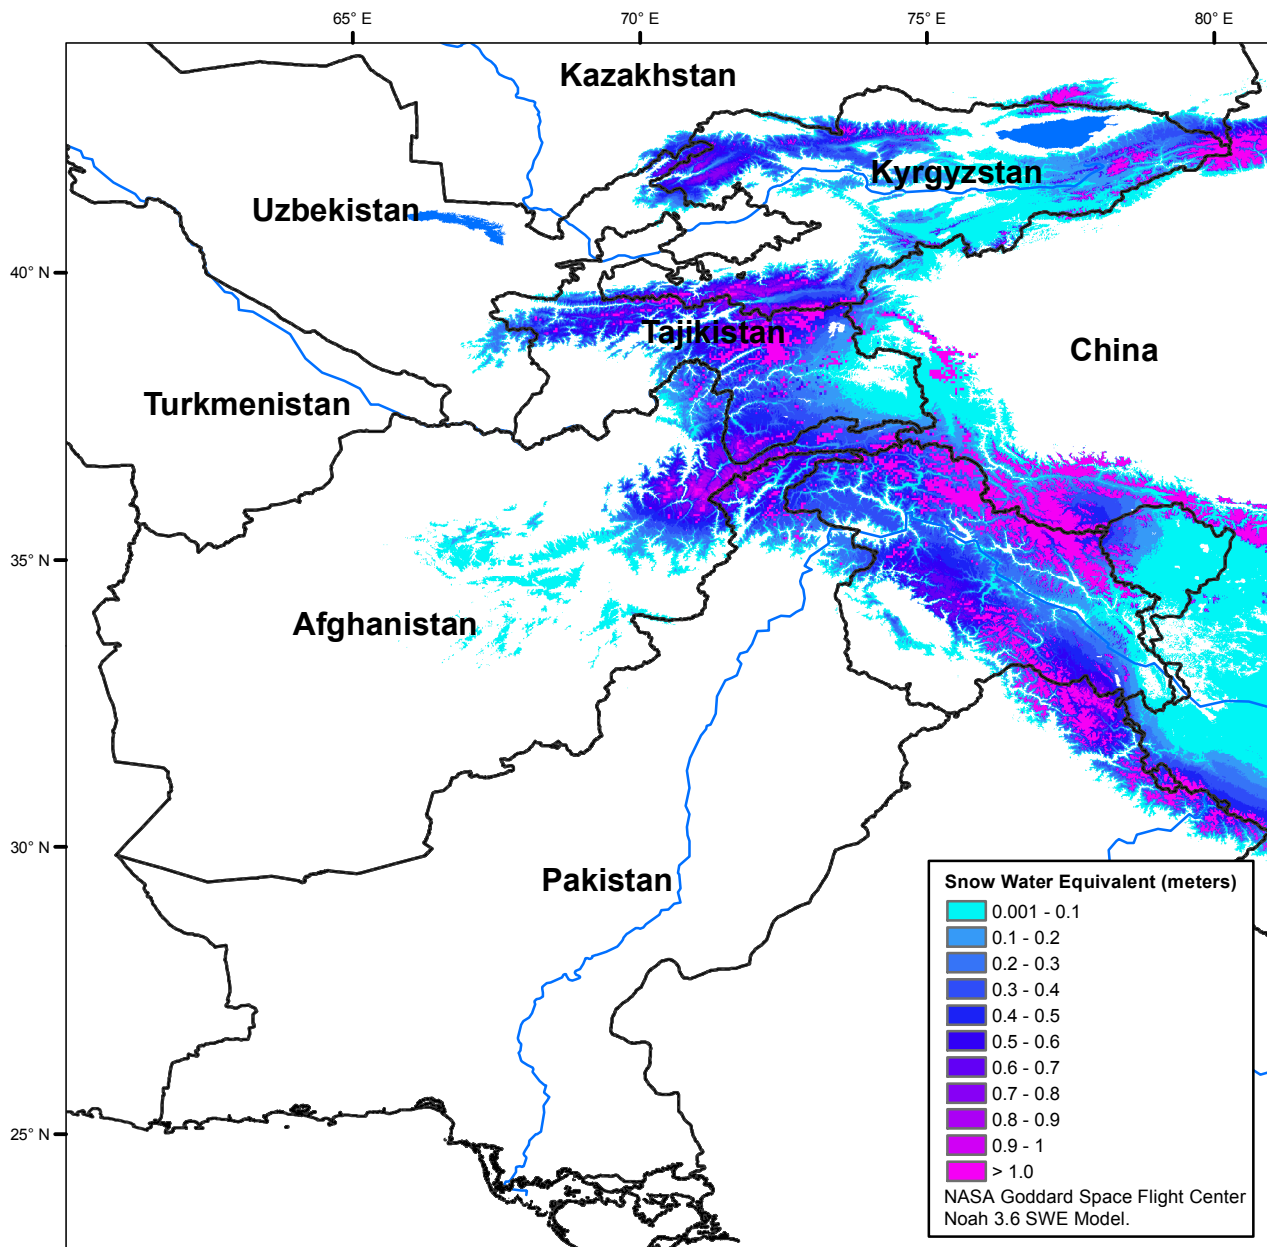 65° E
70° E
75° E
80° E
Kazakhstan
Kyrgyzstan
Uzbekistan
40° N
Tajikistan
China
Turkmenistan
35° N
Afghanistan
30° N
Pakistan
25° N
Snow Water Equivalent (meters)
0.001 - 0.1
0.1 - 0.2
0.2 - 0.3
0.3 - 0.4
0.4 - 0.5
0.5 - 0.6
0.6 - 0.7
0.7 - 0.8
0.8 - 0.9
0.9 - 1
> 1.0
NASA Goddard Space Flight Center
Noah 3.6 SWE Model.